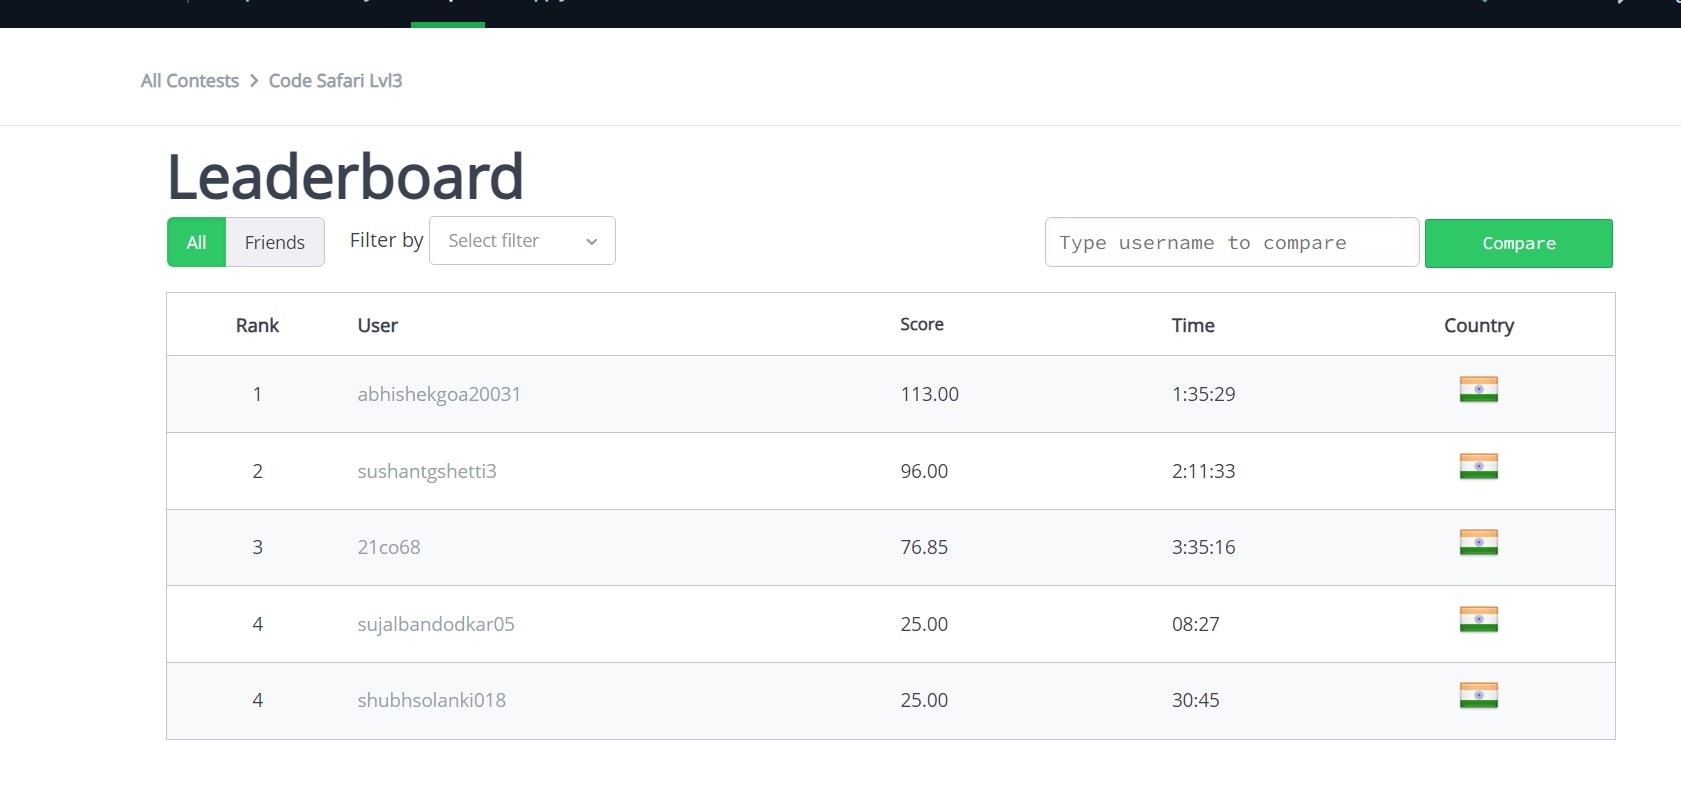 All Contests > Code Safari Lvl3
Leaderboard
All Friends Filter by Select filter Type username to compare Compare
Rank User Score Time Country
1 abhishekgoa20031 113.00 1:35:29
2 sushantgshetti3 96.00 2:11:33
3 21co68 76.85 3:35:16
4 sujalbandodkar05 25.00 08:27
4 shubhsolanki018 25.00 30:45